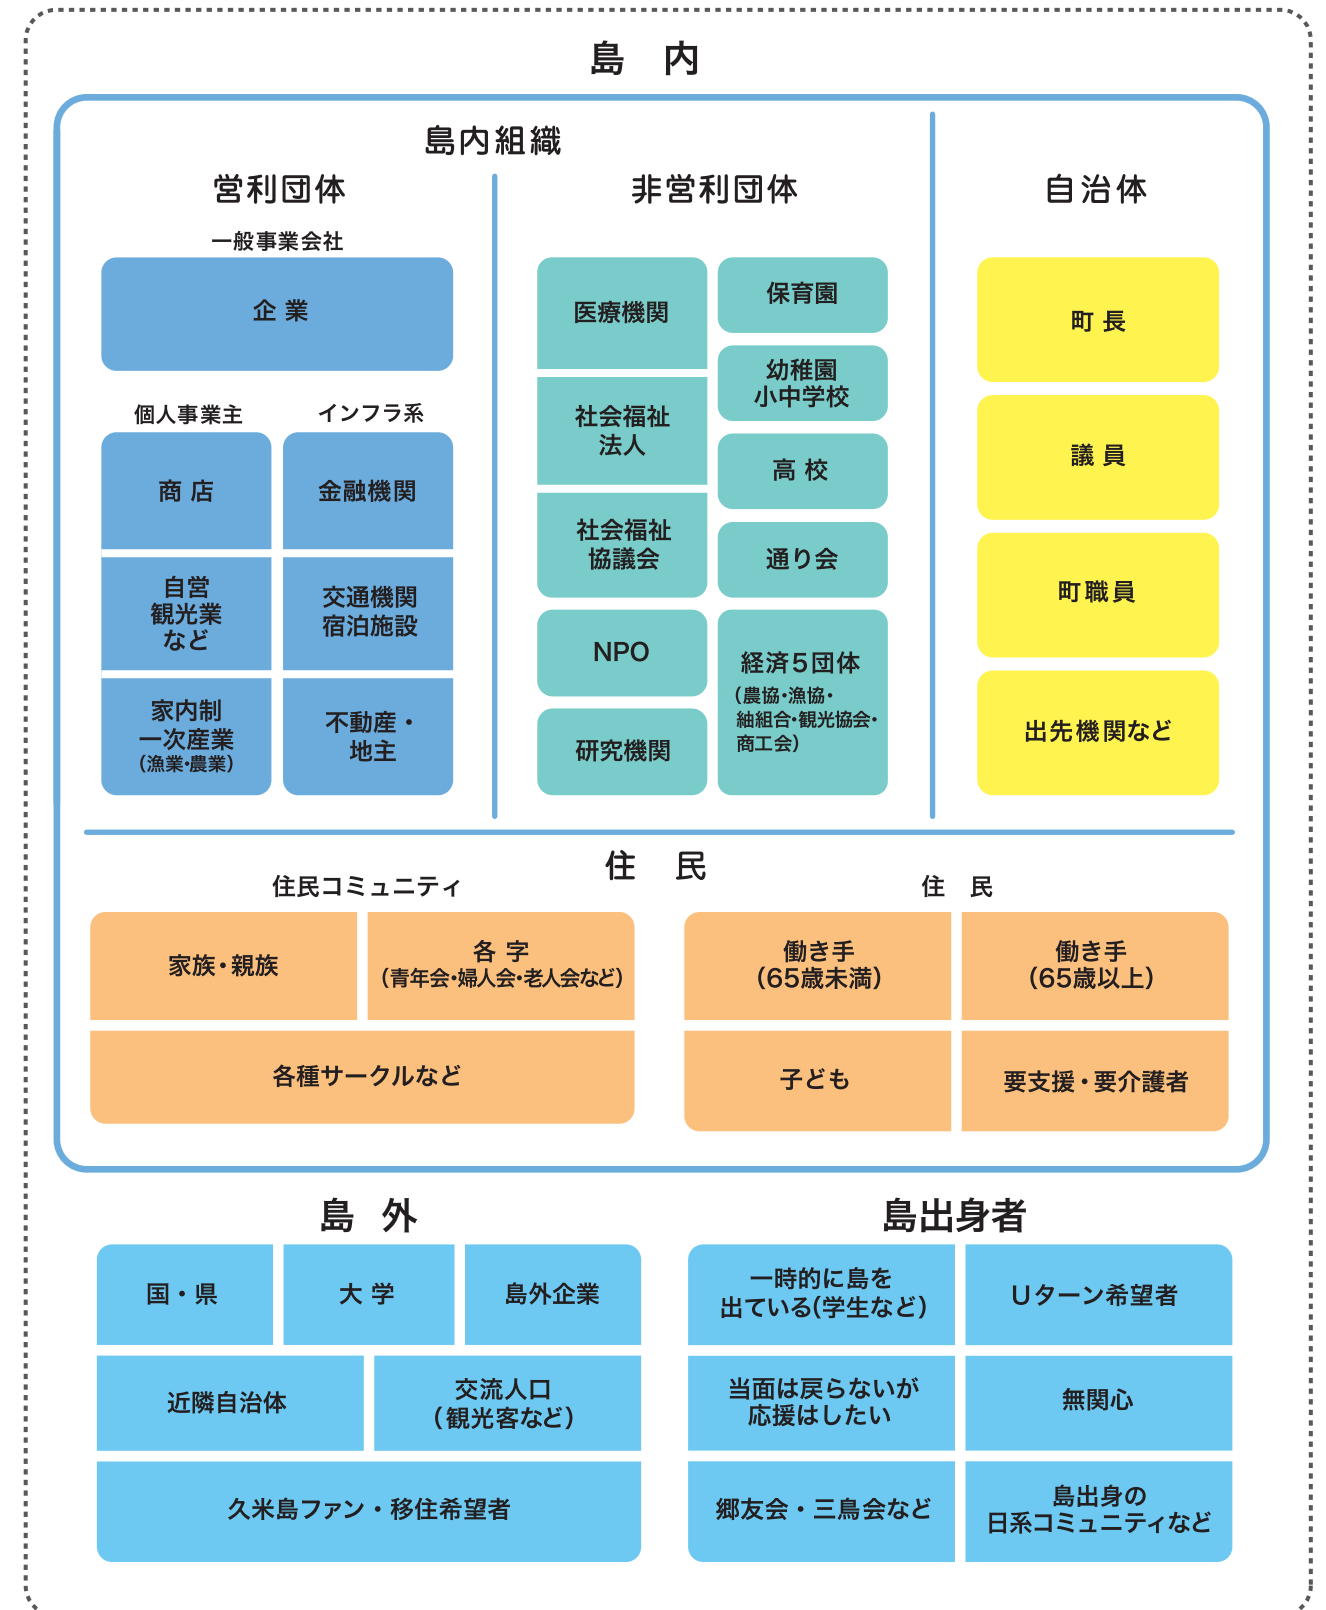 島 内
島内組織
営利団体
一般事業会社
企 業
個人事業主
商 店
自営
観光業
など
家内制
一次産業
（漁業・農業）
インフラ系
金融機関
交通機関
宿泊施設
不動産・
地主
非営利団体
医療機関
社会福祉
法人
社会福祉
協議会
NPO
研究機関
保育園
幼稚園
小中学校
高 校
通り会
経済５団体
（農協・漁協・
紬組合・観光協会・
商工会）
自治体
町 長
議 員
町職員
出先機関など
住 民
住民コミュニティ
家族・親族
各 字
（青年会・婦人会・老人会など）
各種サークルなど
住 民
働き手
（65歳未満）
働き手
（65歳以上）
子ども
要支援・要介護者
島 外
国・県
大 学
島外企業
近隣自治体
交流人口
（観光客など）
久米島ファン・移住希望者
島出身者
一時的に島を
出ている（学生など）
Uターン希望者
当面は戻らないが
応援はしたい
無関心
郷友会・三鳥会など
島出身の
日系コミュニティなど